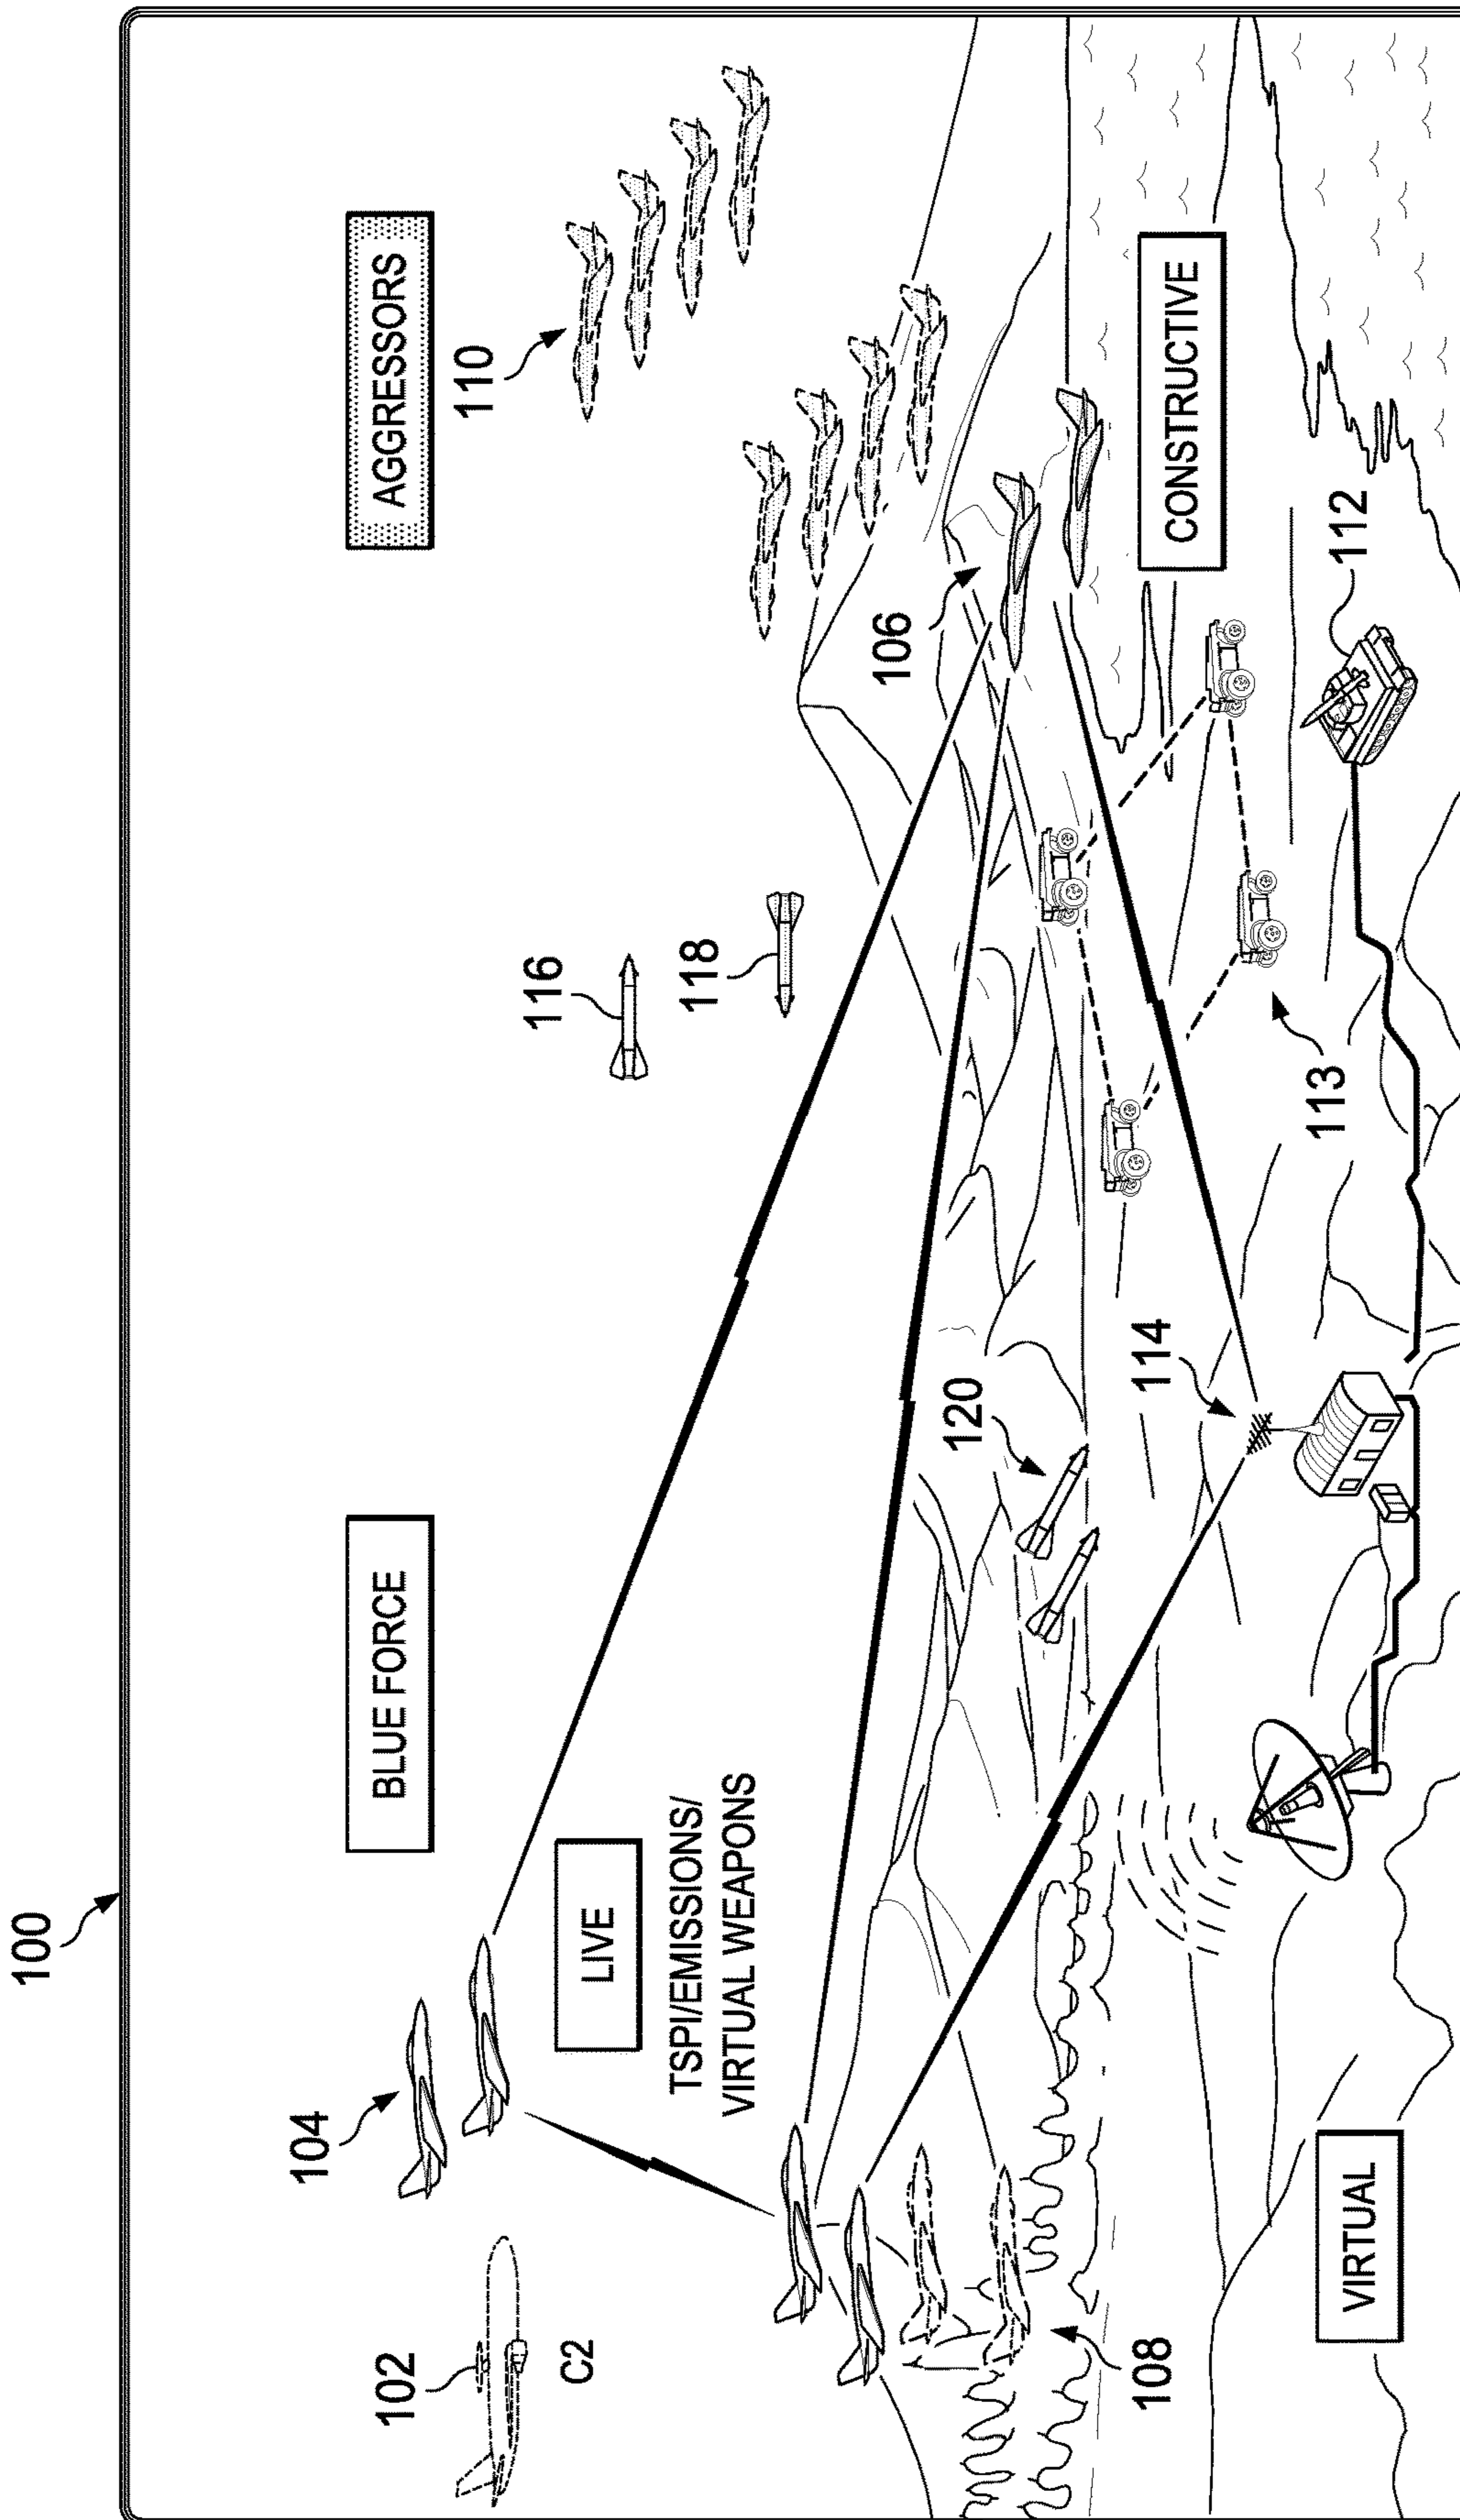 100
BLUE FORCE
AGGRESSORS
104
102
C2
110
LIVE
TSPI/EMISSIONS/
VIRTUAL WEAPONS
116
118
106
120
108
114
CONSTRUCTIVE
113
112
VIRTUAL